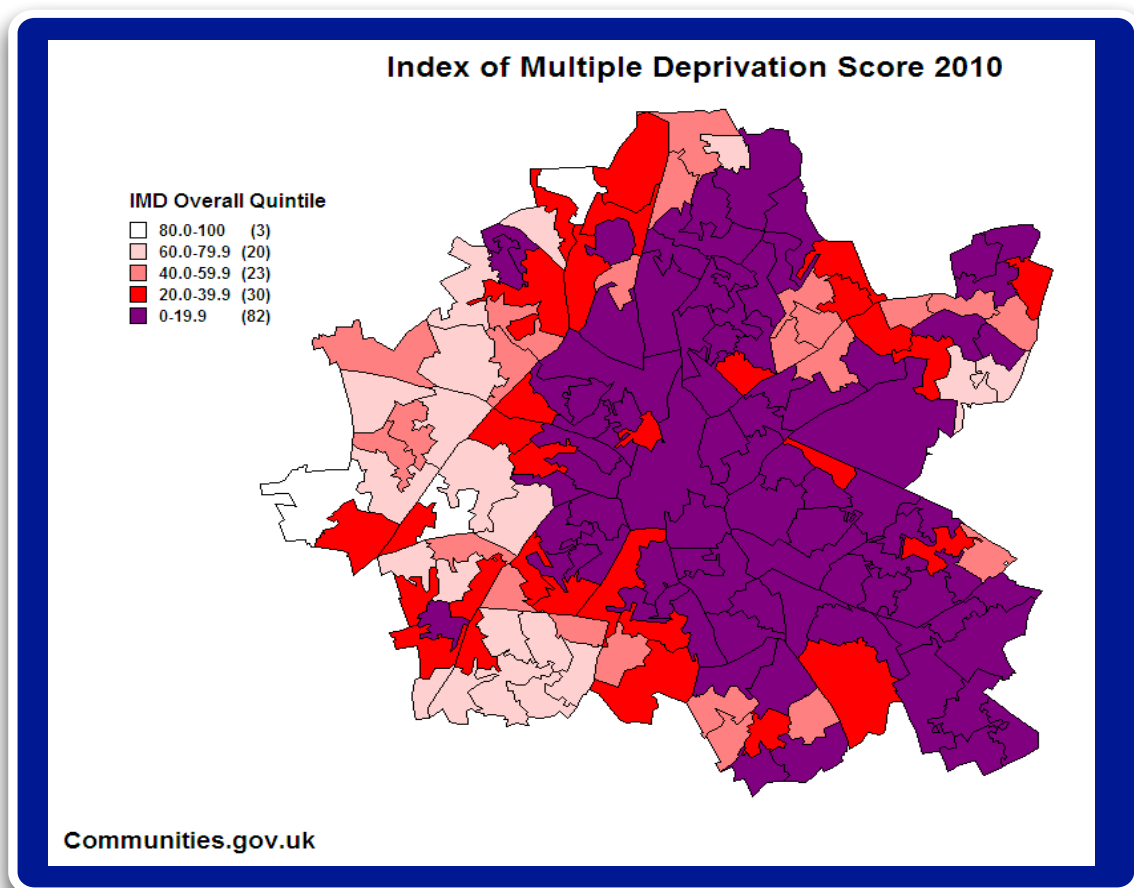 Index of Multiple Deprivation Score 2010
IMD Overall Quintile
80.0-100 (3)
60.0-79.9 (20)
40.0-59.9 (23)
20.0-39.9 (30)
0-19.9 (82)
Communities.gov.uk